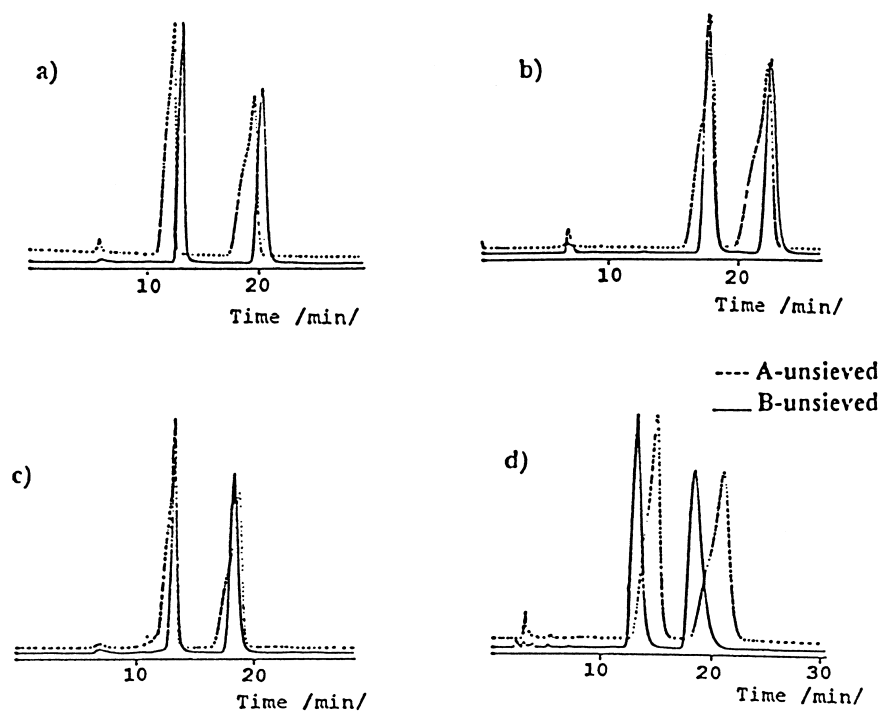 a)
b)
10 20
Time /min/
10 20
Time /min/
A-unsieved
B-unsieved
c)
d)
10 20
Time /min/
10 20 30
Time /min/